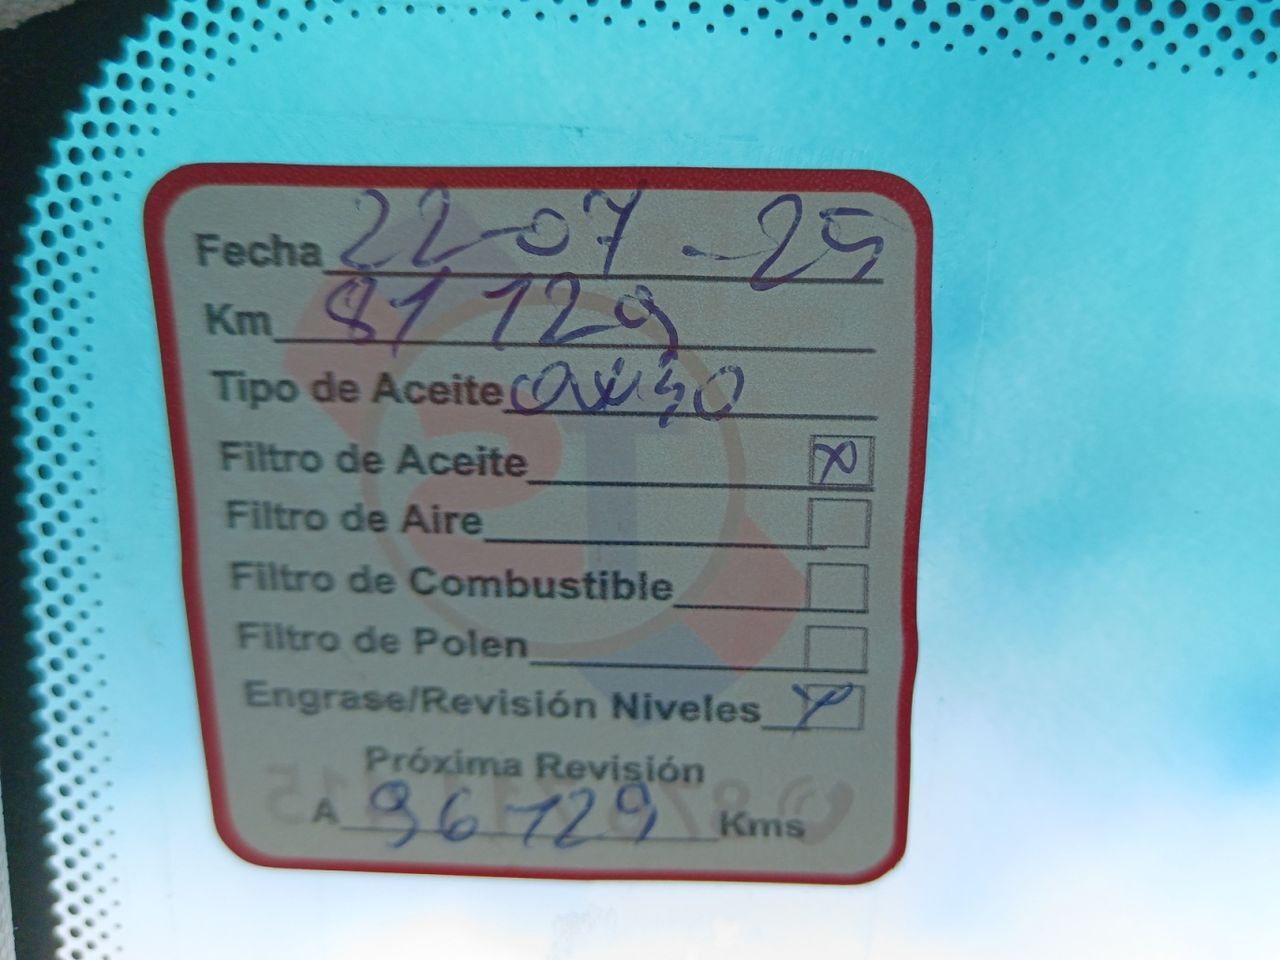 Fecha 22-07-25
Km 81129
Tipo de Aceite
Filtro de Aceite x
Filtro de Aire
Filtro de Combustible
Filtro de Polen
Engrase/Revisión Niveles x
Próxima Revisión
A 96129 Kms